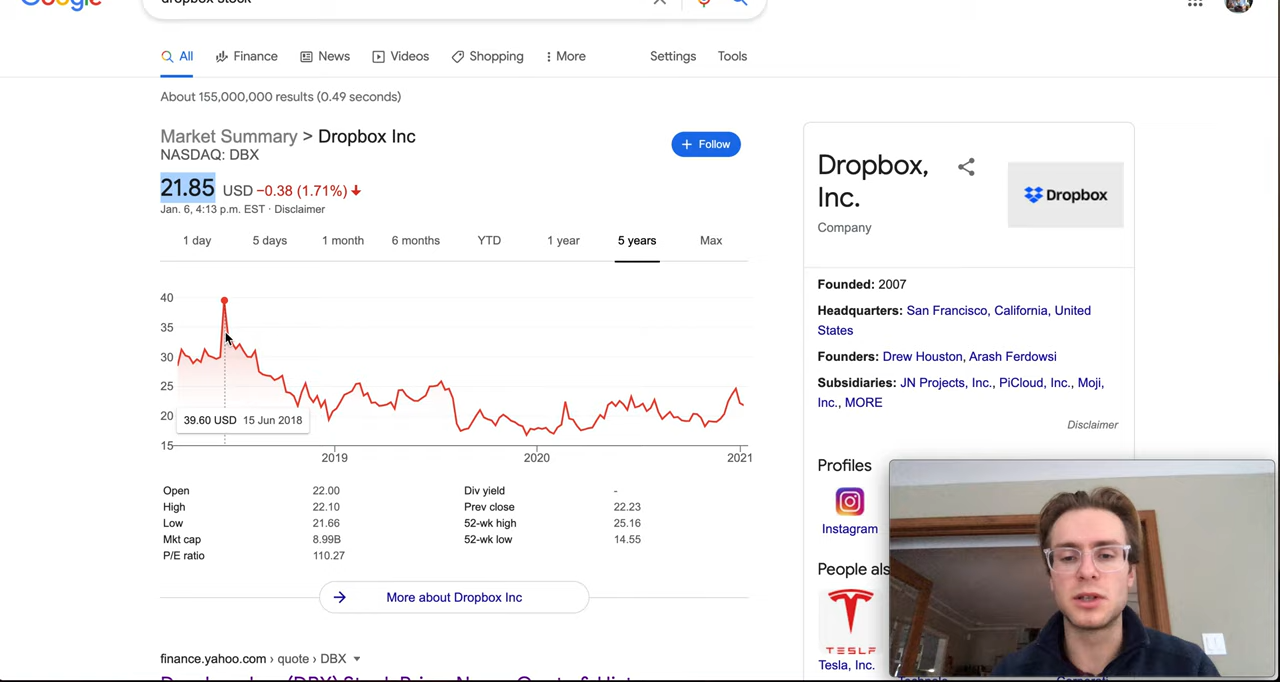 Google
dropbox stock
All Finance News Videos Shopping More Settings Tools
About 155,000,000 results (0.49 seconds)
Market Summary > Dropbox Inc
NASDAQ: DBX
+ Follow
21.85 USD −0.38 (1.71%)
Jan. 6, 4:13 p.m. EST · Disclaimer
1 day 5 days 1 month 6 months YTD 1 year 5 years Max
40
35
30
25
20
15
39.60 USD 15 Jun 2018
2019 2020 2021
Open 22.00 Div yield -
High 22.10 Prev close 22.23
Low 21.66 52-wk high 25.16
Mkt cap 8.99B 52-wk low 14.55
P/E ratio 110.27
More about Dropbox Inc
finance.yahoo.com › quote › DBX
Dropbox,
Inc.
Company
Dropbox
Founded: 2007
Headquarters: San Francisco, California, United
States
Founders: Drew Houston, Arash Ferdowsi
Subsidiaries: JN Projects, Inc., PiCloud, Inc., Moji,
Inc., MORE
Disclaimer
Profiles
Instagram
People als
TESLA
Tesla, Inc.